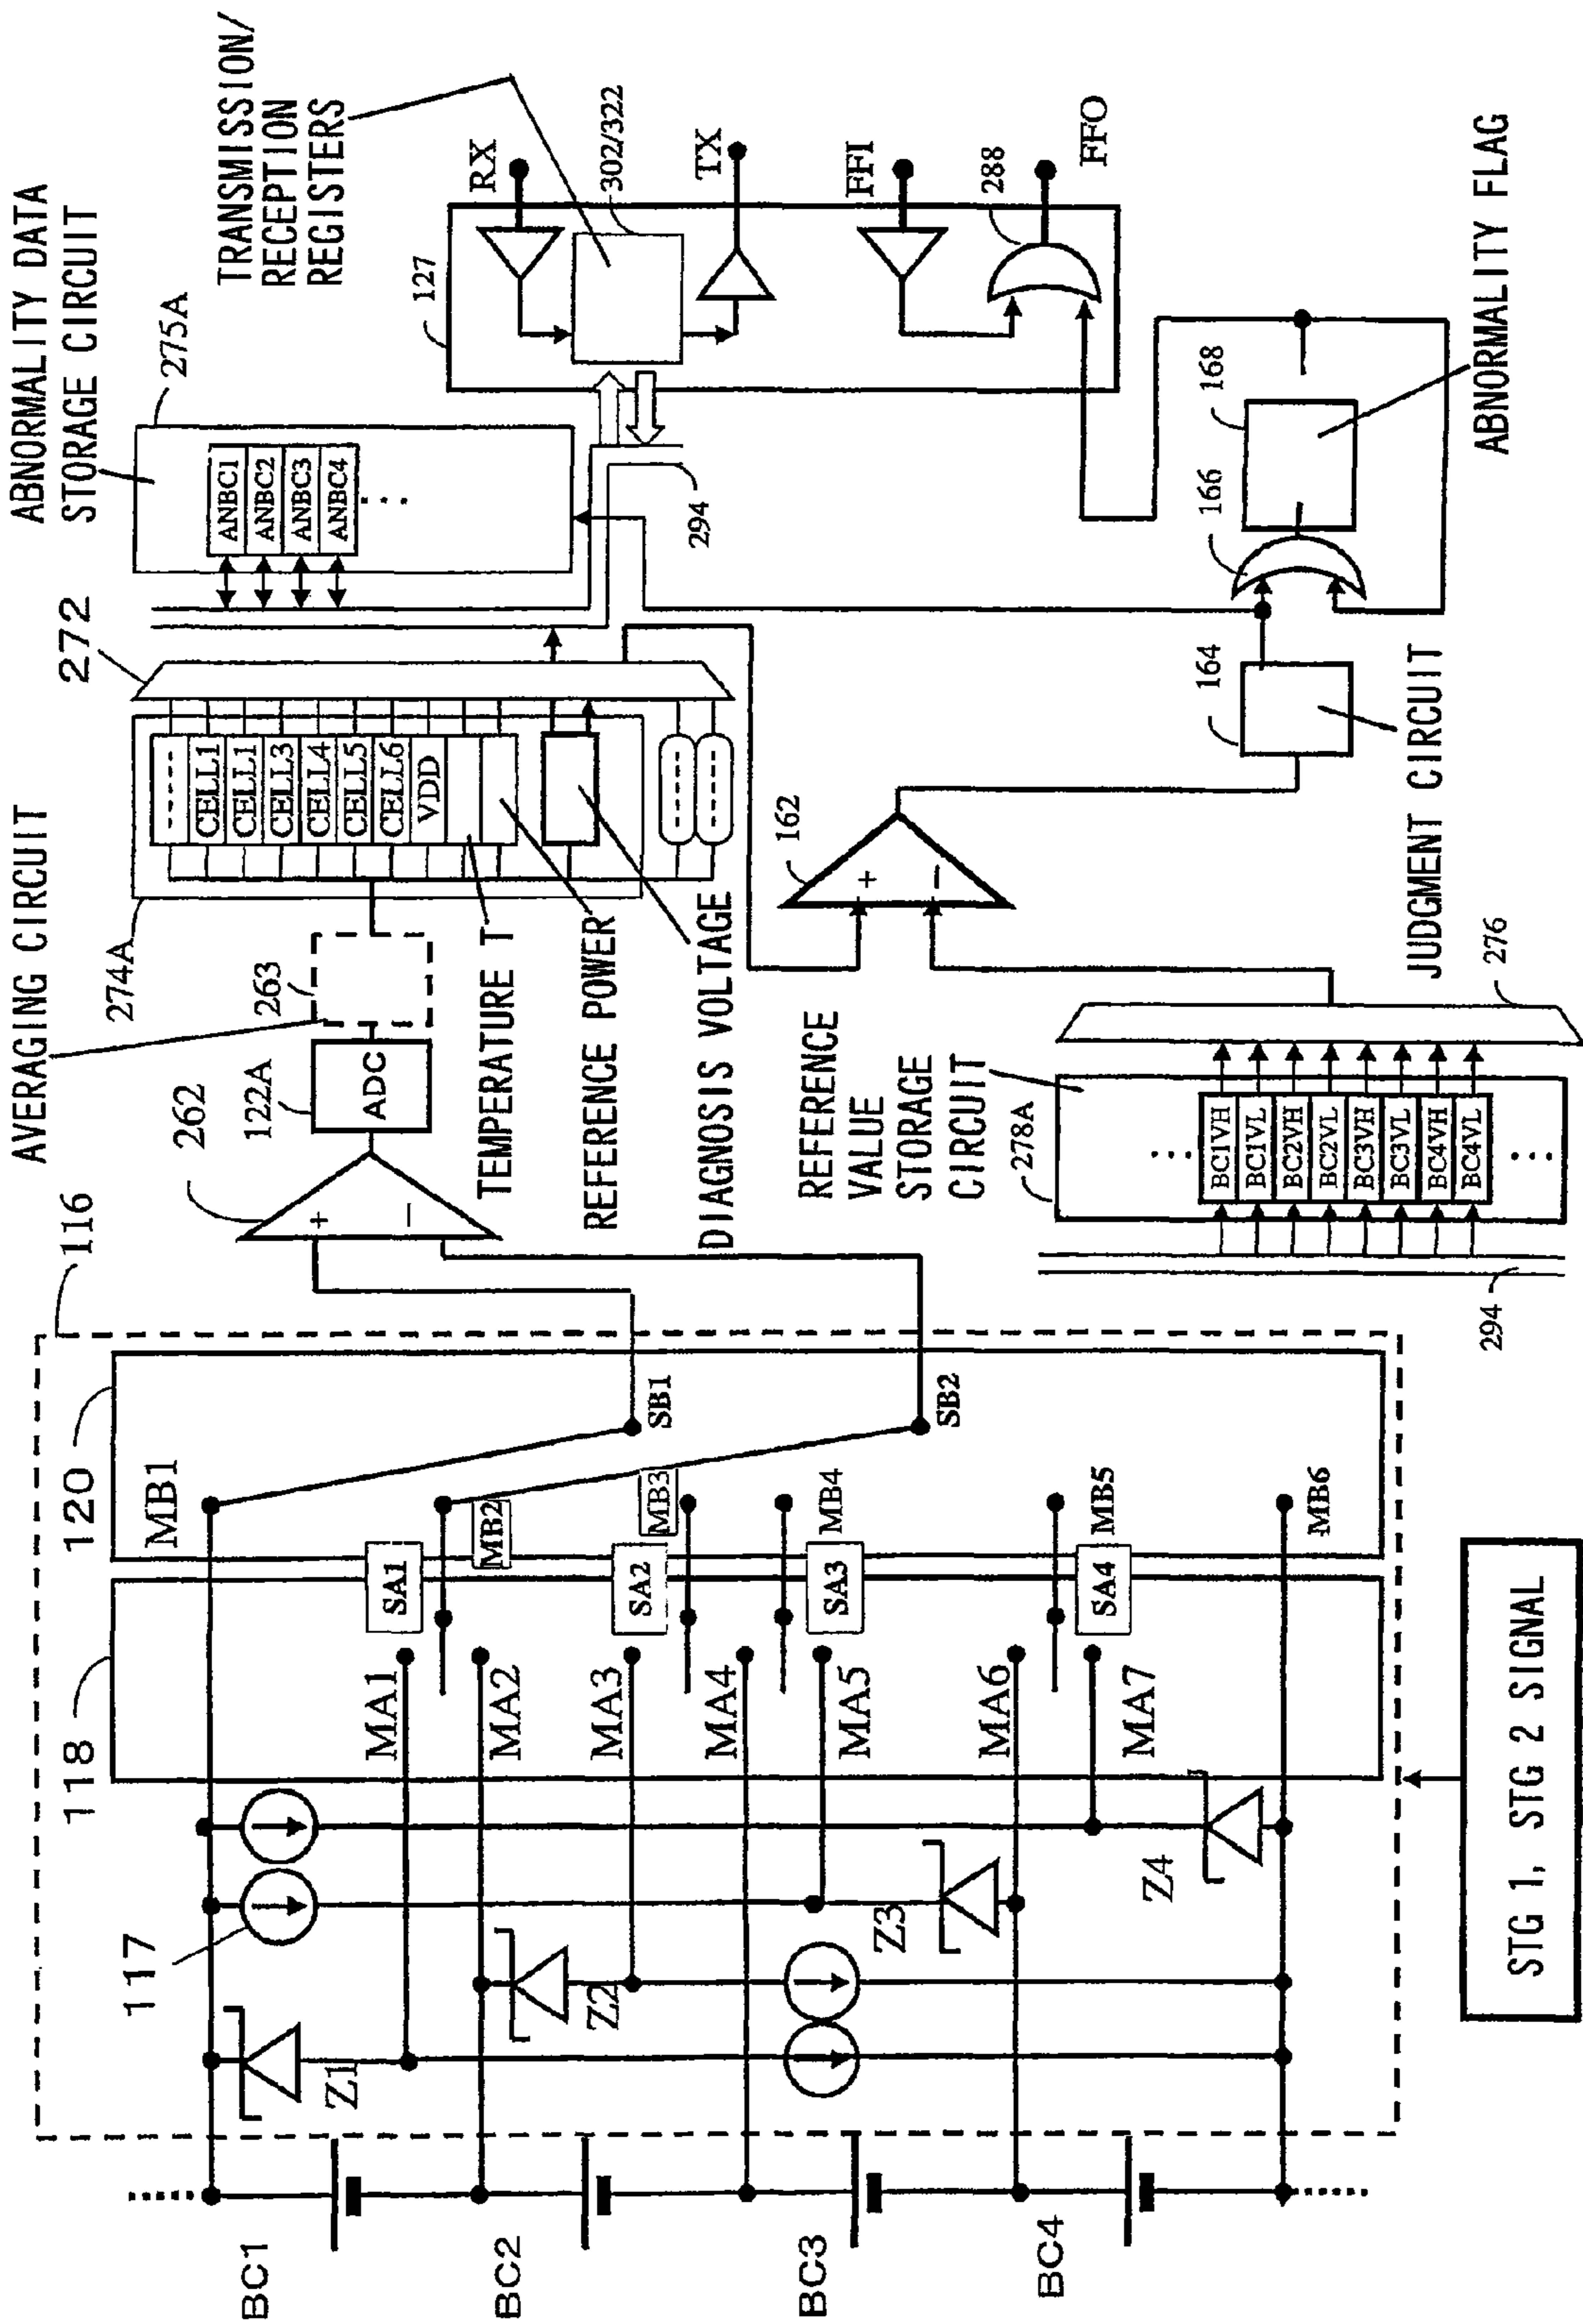 ABNORMALITY DATA
STORAGE CIRCUIT
275A
ANBC1
ANBC2
ANBC3
ANBC4
TRANSMISSION/
RECEPTION
REGISTERS
127
RX
302/322
TX
FFI
288
FFO
294
272
AVERAGING CIRCUIT
274A
263
CELL1
CELL1
CELL3
CELL4
CELL5
CELL6
VDD
TEMPERATURE T
REFERENCE POWER
DIAGNOSIS VOLTAGE
122A
ADC
262
+
−
162
+
−
164
JUDGMENT CIRCUIT
166
168
ABNORMALITY FLAG
REFERENCE
VALUE
STORAGE
CIRCUIT
278A
276
BC1VH
BC1VL
BC2VH
BC2VL
BC3VH
BC3VL
BC4VH
BC4VL
294
116
120
118
117
MB1
SB1
SB2
SA1
MB2
SA2
MB3
MB4
SA3
MB5
SA4
MB6
MA1
MA2
MA3
MA4
MA5
MA6
MA7
Z1
Z2
Z3
Z4
BC1
BC2
BC3
BC4
STG 1, STG 2 SIGNAL